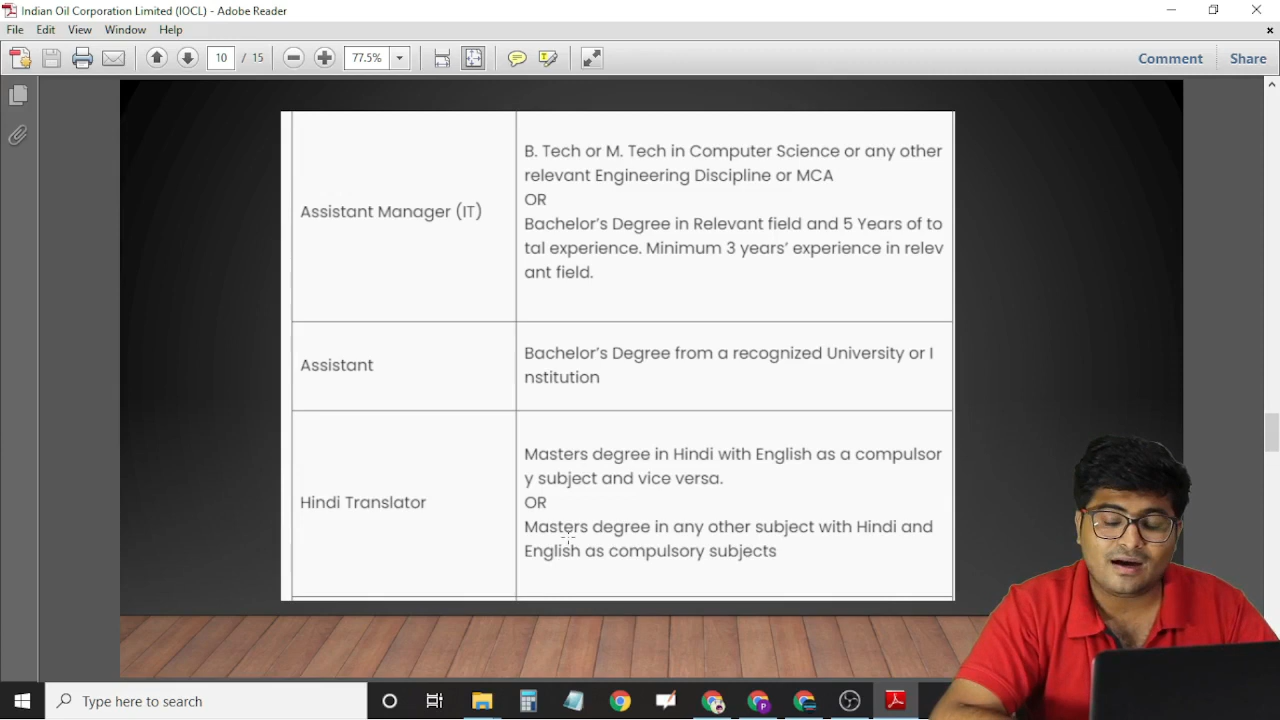 Indian Oil Corporation Limited (IOCL) - Adobe Reader
File Edit View Window Help
10 / 15 77.5% Comment Share
B. Tech or M. Tech in Computer Science or any other
relevant Engineering Discipline or MCA
OR
Assistant Manager (IT)
Bachelor's Degree in Relevant field and 5 Years of to
tal experience. Minimum 3 years' experience in relev
ant field.
Assistant
Bachelor's Degree from a recognized University or I
nstitution
Hindi Translator
Masters degree in Hindi with English as a compulsor
y subject and vice versa.
OR
Masters degree in any other subject with Hindi and
English as compulsory subjects
Type here to search